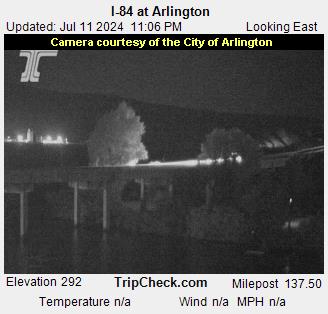 I-84 at Arlington
Updated: Jul 11 2024 11:06 PM Looking East
Camera courtesy of the City of Arlington
Elevation 292 TripCheck.com Milepost 137.50
Temperature n/a Wind n/a MPH n/a